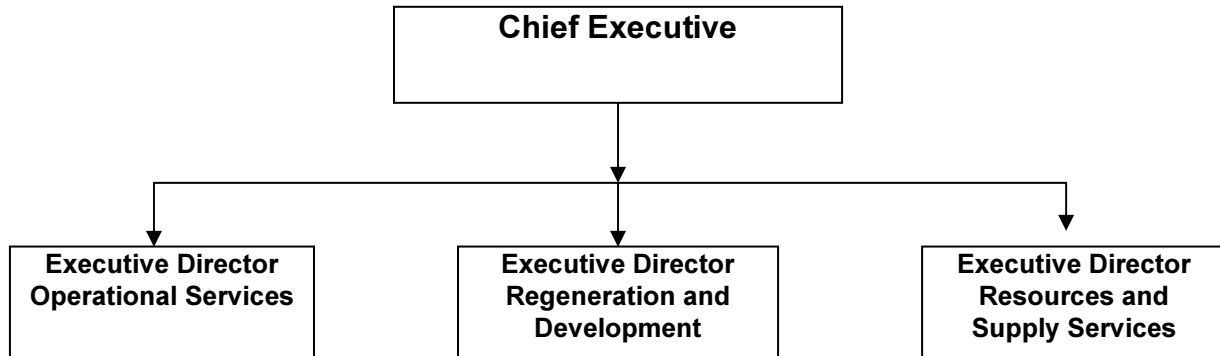 Chief Executive
Executive Director
Operational Services
Executive Director
Regeneration and
Development
Executive Director
Resources and
Supply Services